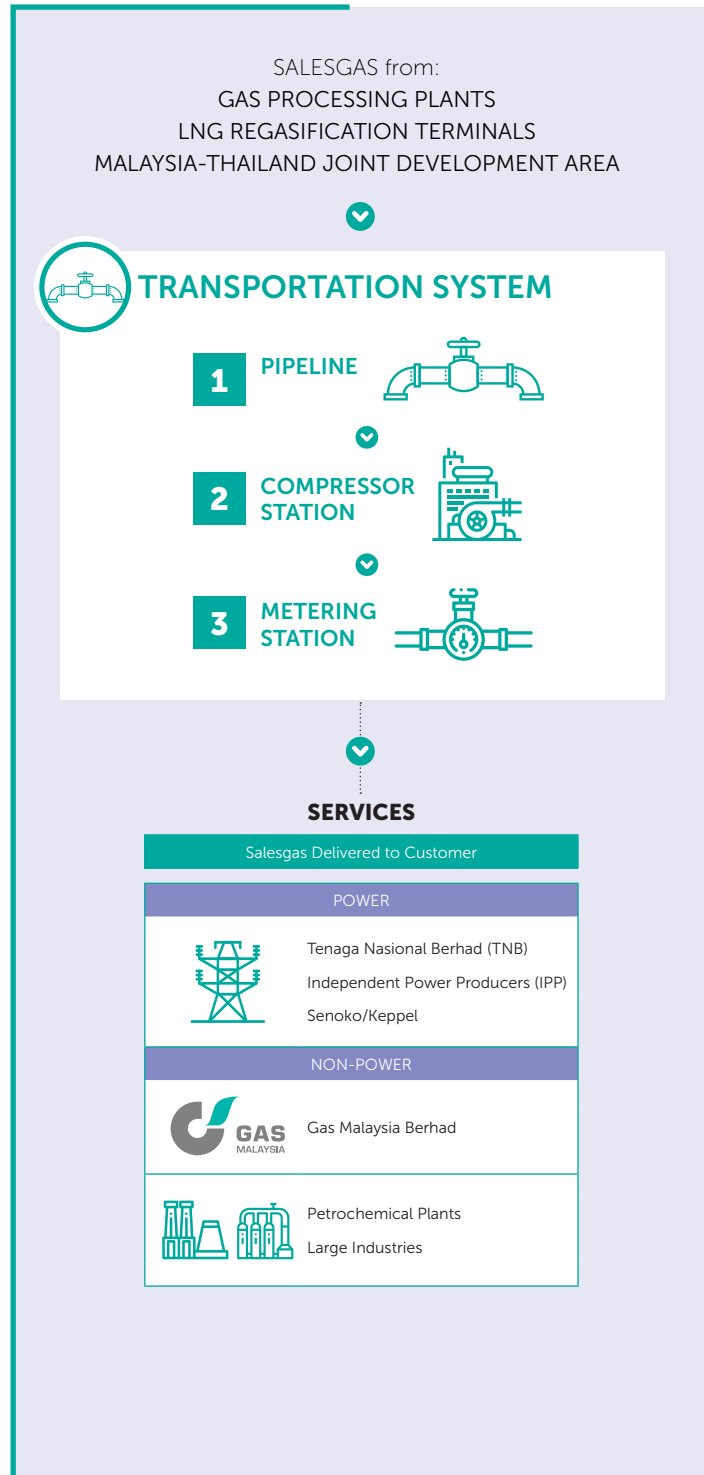 SALESGAS from:
GAS PROCESSING PLANTS
LNG REGASIFICATION TERMINALS
MALAYSIA-THAILAND JOINT DEVELOPMENT AREA
TRANSPORTATION SYSTEM
1 PIPELINE
2 COMPRESSOR
STATION
3 METERING
STATION
SERVICES
Salesgas Delivered to Customer
POWER
Tenaga Nasional Berhad (TNB)
Independent Power Producers (IPP)
Senoko/Keppel
NON-POWER
GAS
MALAYSIA
Gas Malaysia Berhad
Petrochemical Plants
Large Industries